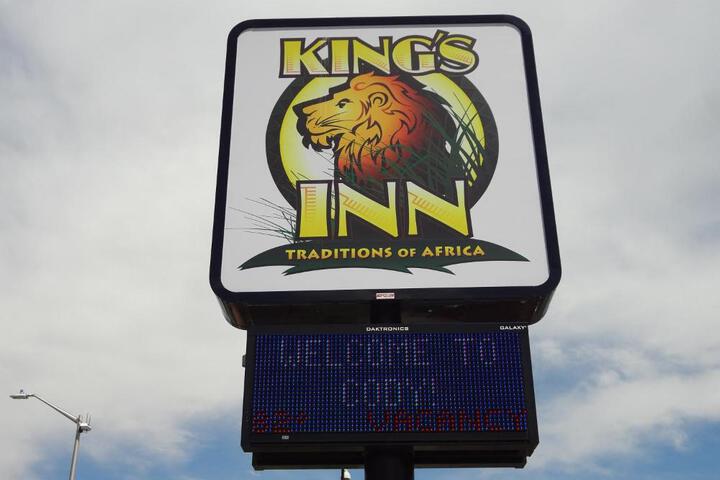 KING'S
INN
TRADITIONS OF AFRICA
DAKTRONICS GALAXY
WELCOME TO
CODY!
82° VACANCY